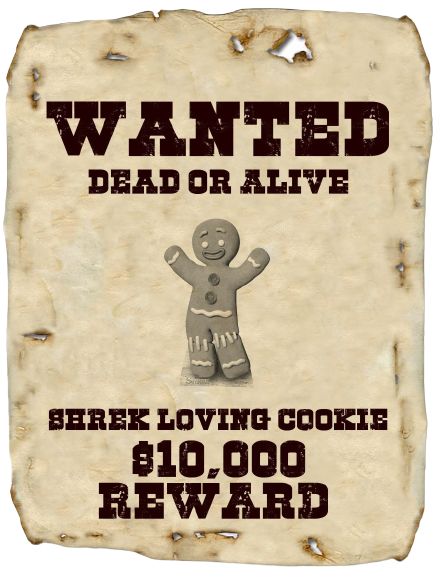 WANTED
DEAD OR ALIVE
SHREK LOVING COOKIE
$10,000
REWARD